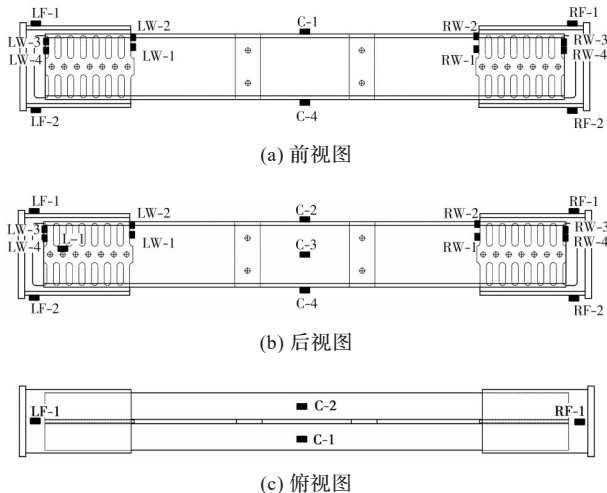 LF-1 LW-2 C-1 RW-2 RF-1
LW-3 LW-1 RW-1 RW-3
LW-4 RW-4
LF-2 C-4 RF-2
(a) 前视图
LF-1 LW-2 C-2 RW-2 RF-1
LW-3 L-1 LW-1 C-3 RW-1 RW-3
LW-4 RW-4
LF-2 C-4 RF-2
(b) 后视图
LF-1 C-2 RF-1
C-1
(c) 俯视图